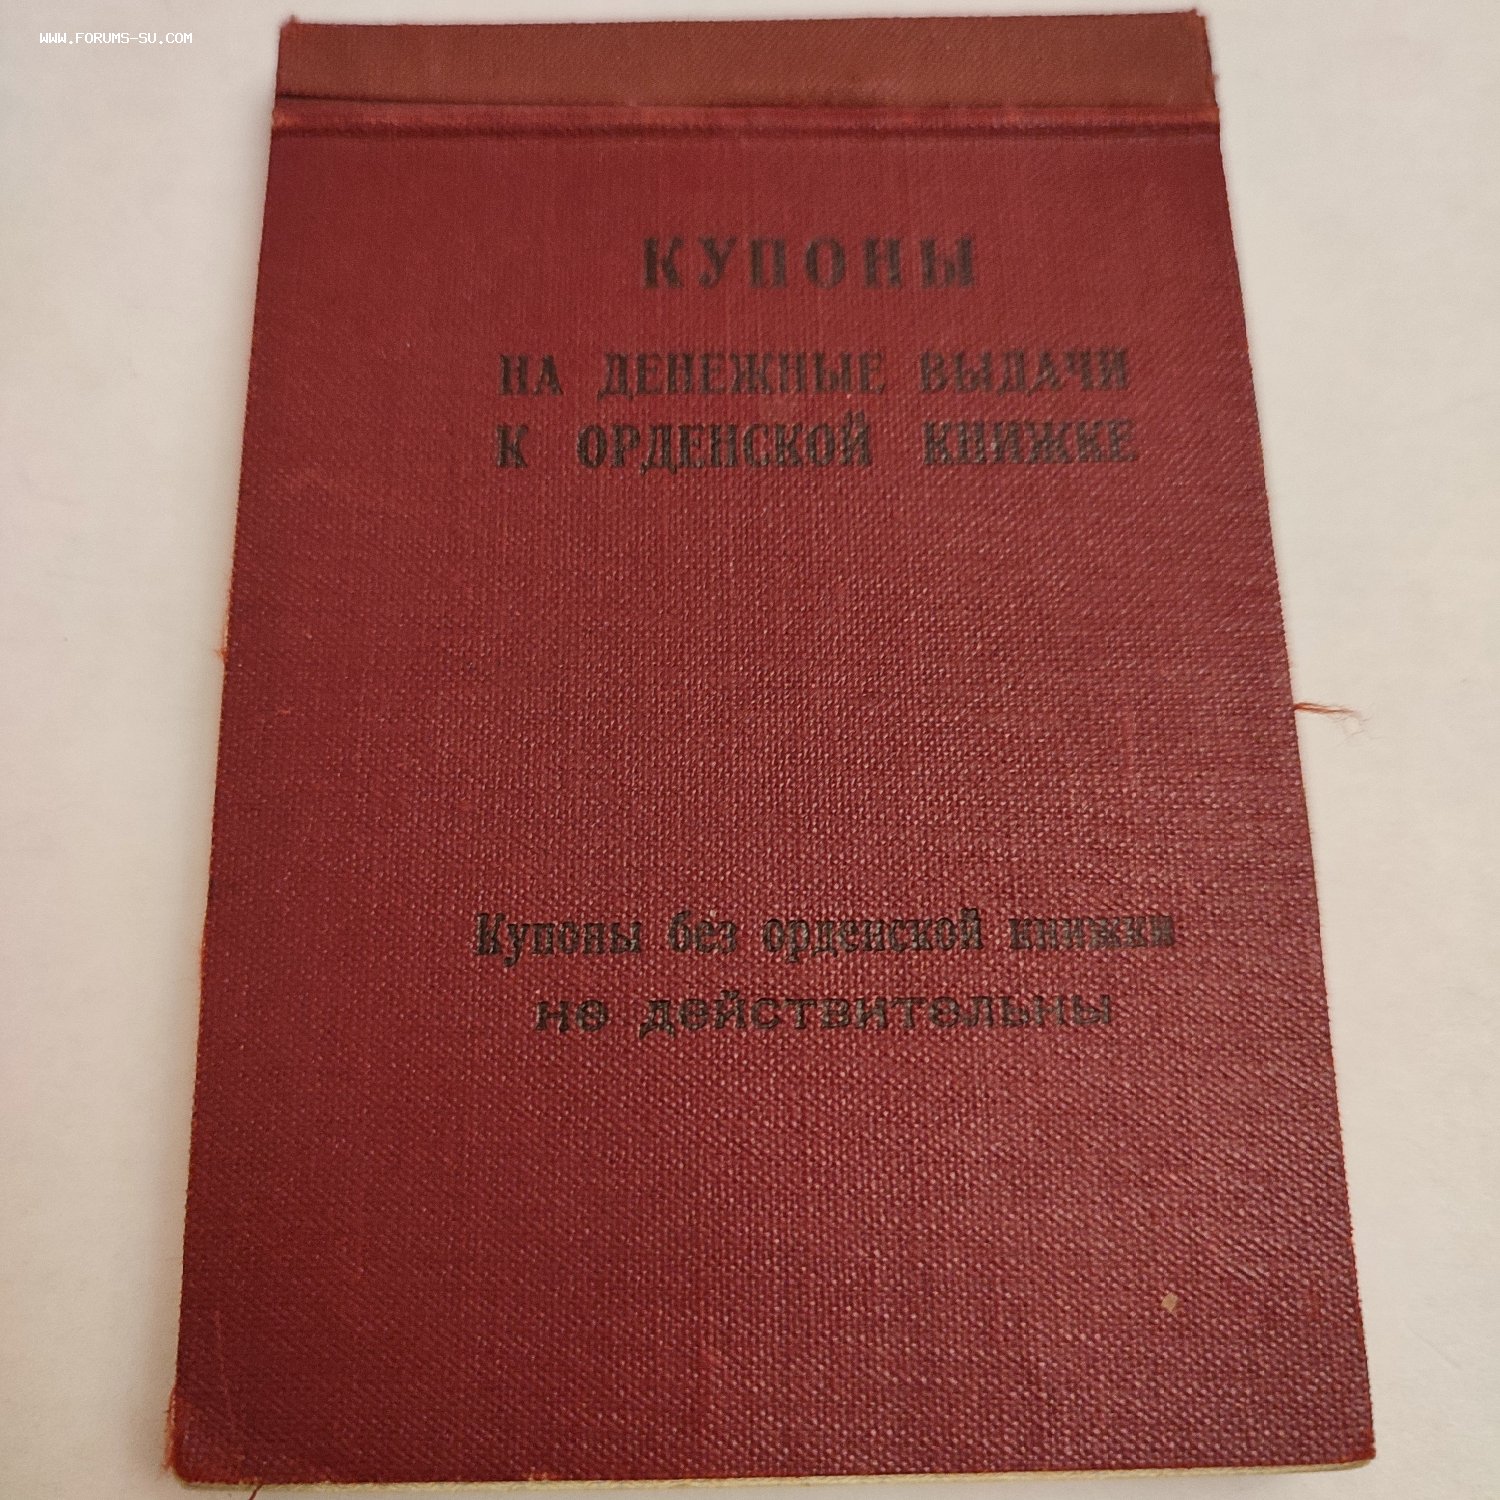 WWW.FORUMS-SU.COM
КУПОНЫ
НА ДЕНЕЖНЫЕ ВЫДАЧИ
К ОРДЕНСКОЙ КНИЖКЕ
Купоны без орденской книжки
не действительны